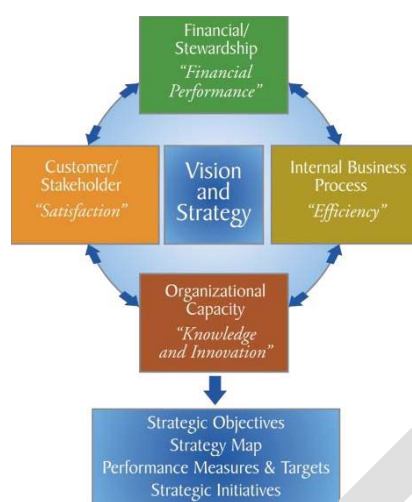 Financial/
Stewardship
“Financial
Performance”
Customer/
Stakeholder
“Satisfaction”
Vision
and
Strategy
Internal Business
Process
“Efficiency”
Organizational
Capacity
“Knowledge
and Innovation”
Strategic Objectives
Strategy Map
Performance Measures & Targets
Strategic Initiatives